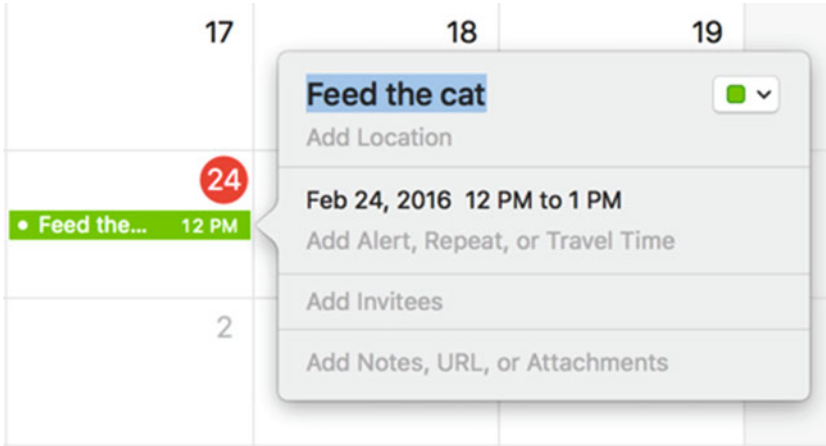 17
18
19
Feed the cat
Add Location
24
Feb 24, 2016 12 PM to 1 PM
• Feed the... 12 PM
Add Alert, Repeat, or Travel Time
Add Invitees
2
Add Notes, URL, or Attachments